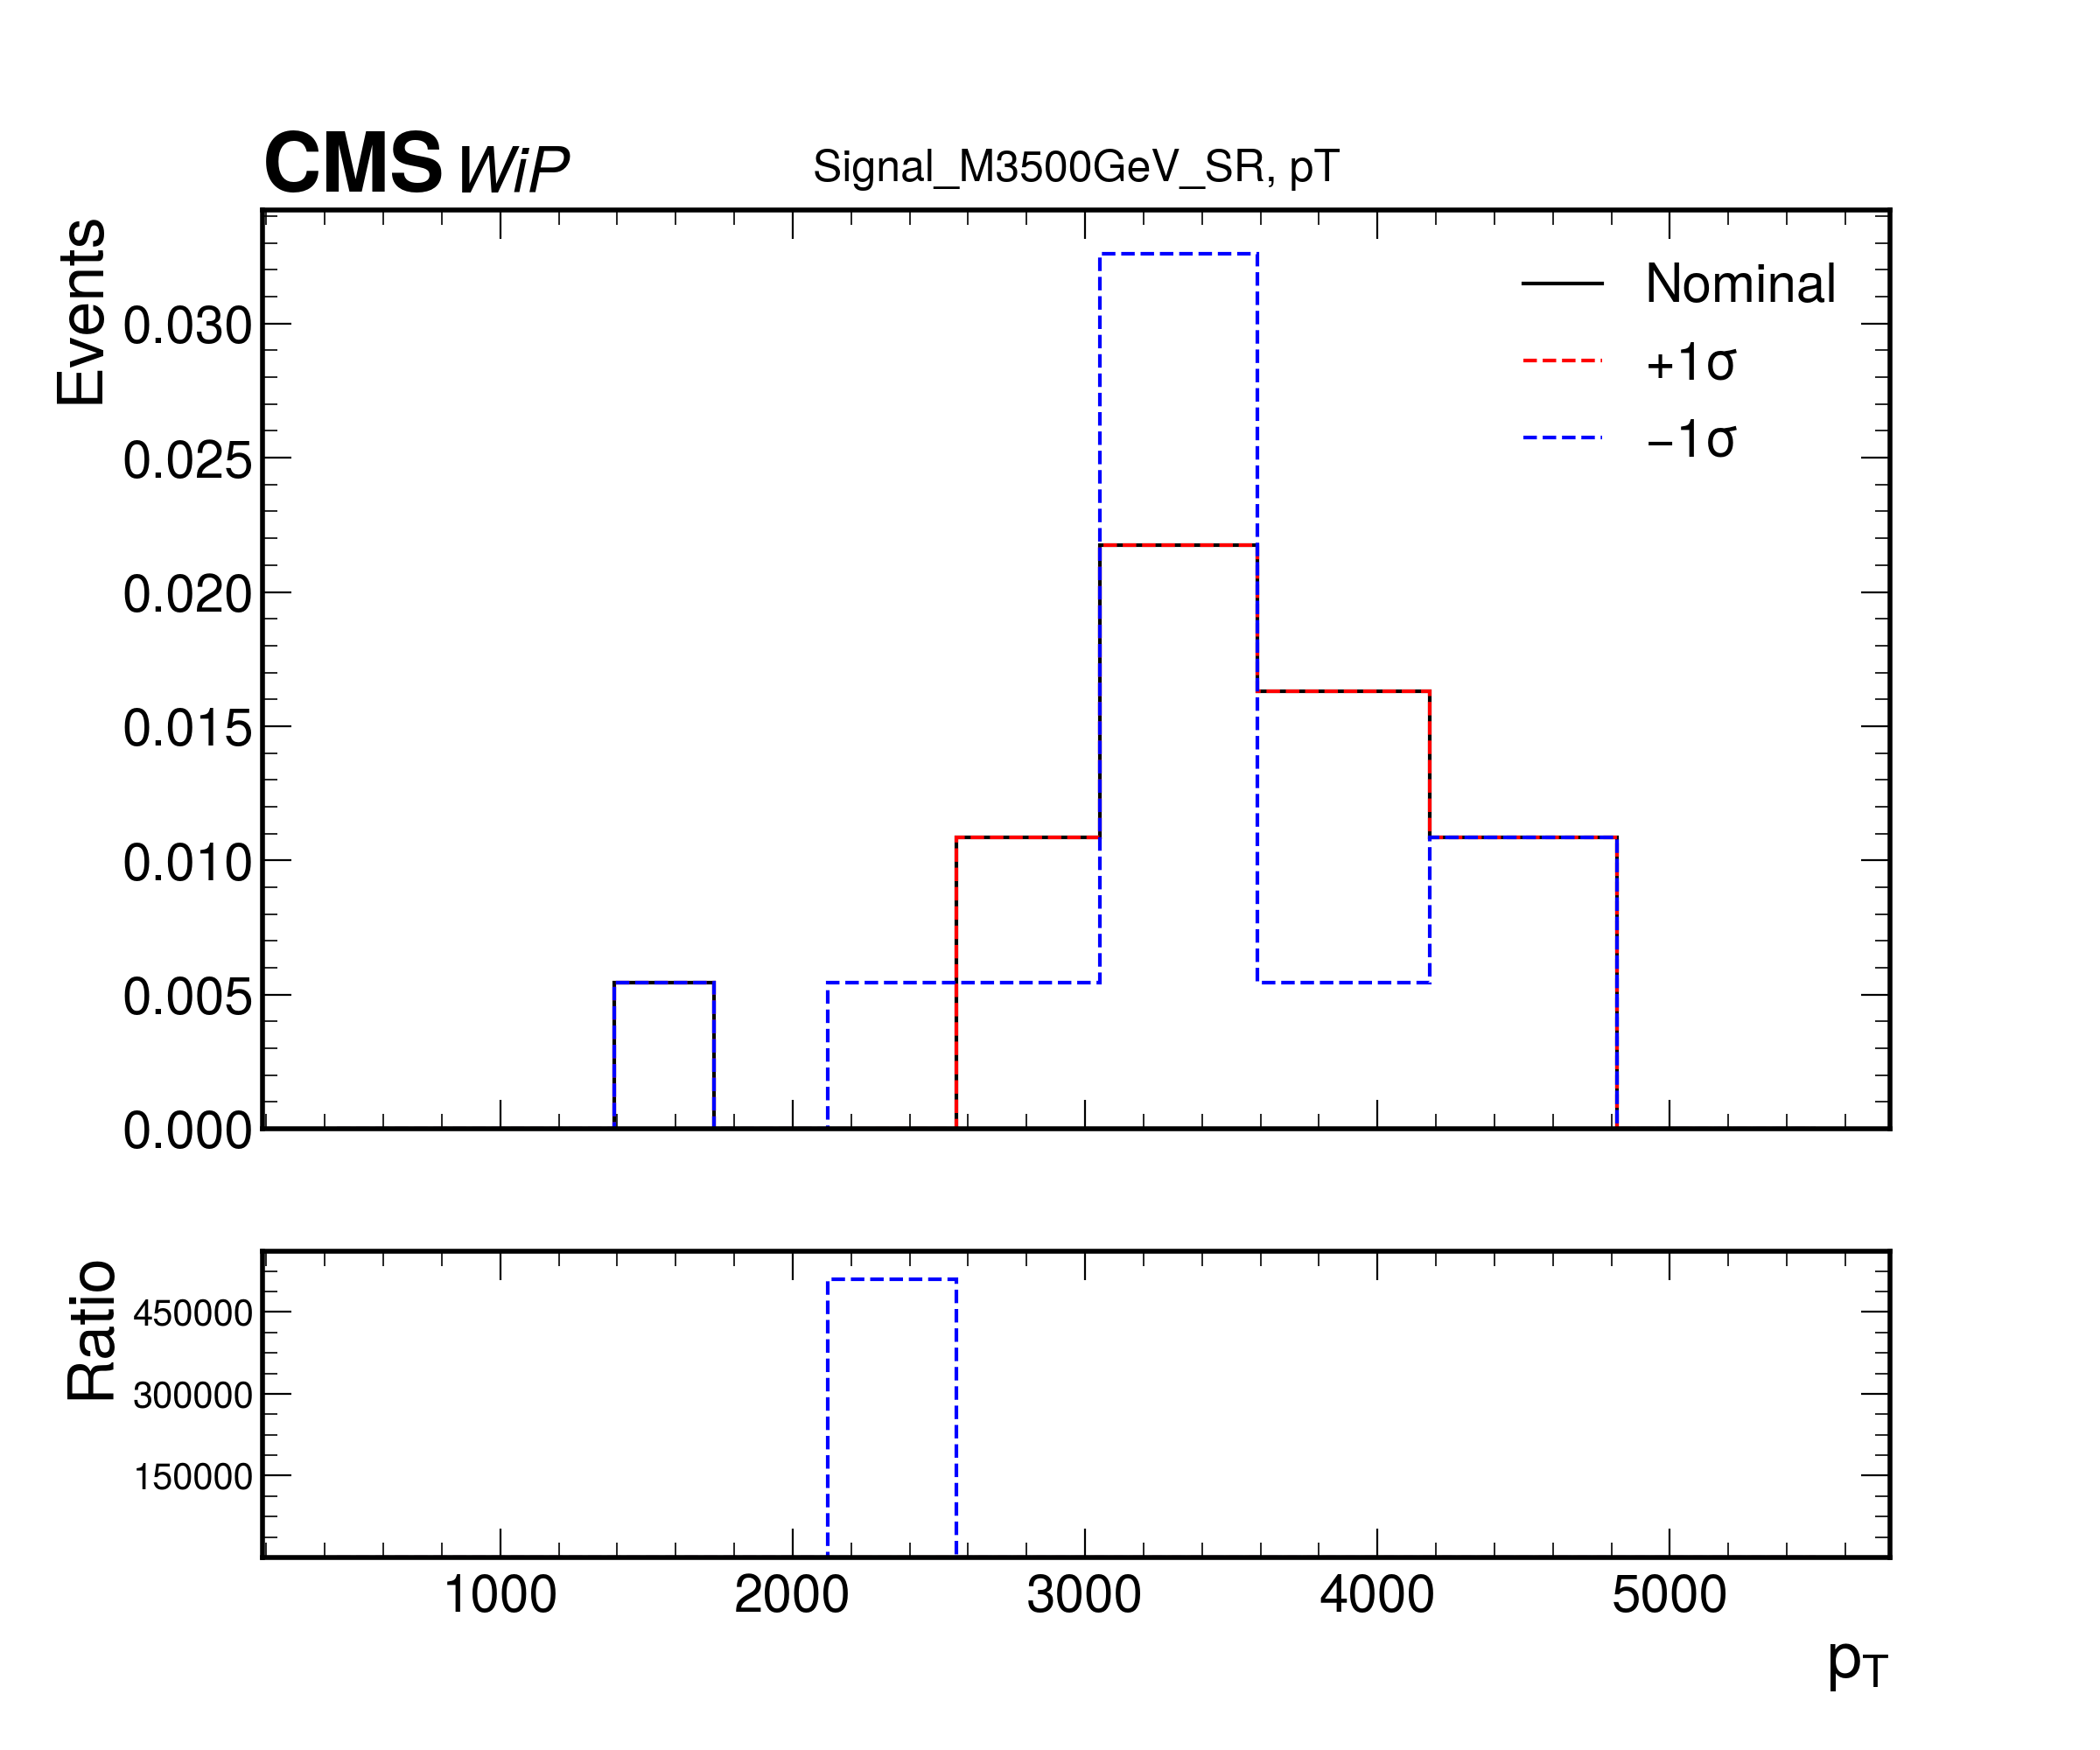 CMS WiP
Signal_M3500GeV_SR, pT
Events
0.030
0.025
0.020
0.015
0.010
0.005
0.000
Nominal
+1σ
−1σ
Ratio
450000
300000
150000
1000 2000 3000 4000 5000
pT